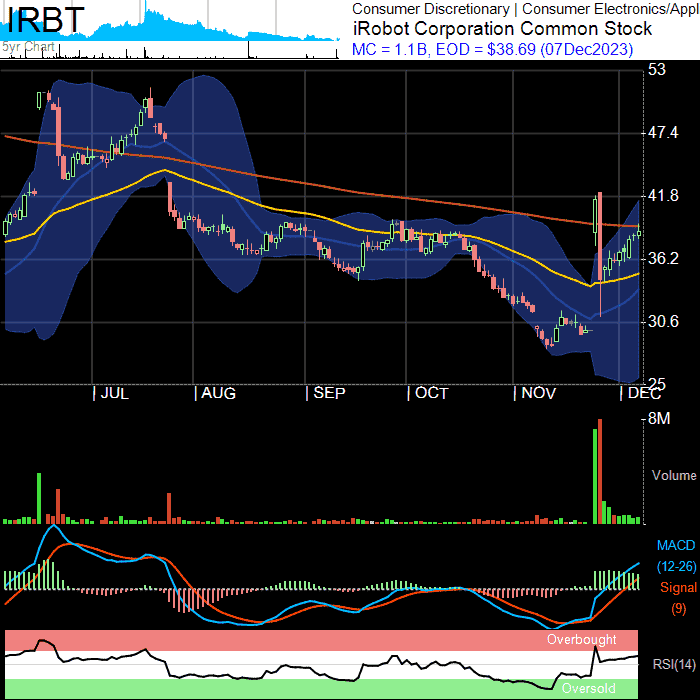 IRBT
Consumer Discretionary | Consumer Electronics/Appl
iRobot Corporation Common Stock
5yr Chart
MC = 1.1B, EOD = $38.69 (07Dec2023)
53
47.4
41.8
36.2
30.6
25
| JUL | AUG | SEP | OCT | NOV | DEC
8M
Volume
MACD
(12-26)
Signal
(9)
Overbought
RSI(14)
Oversold